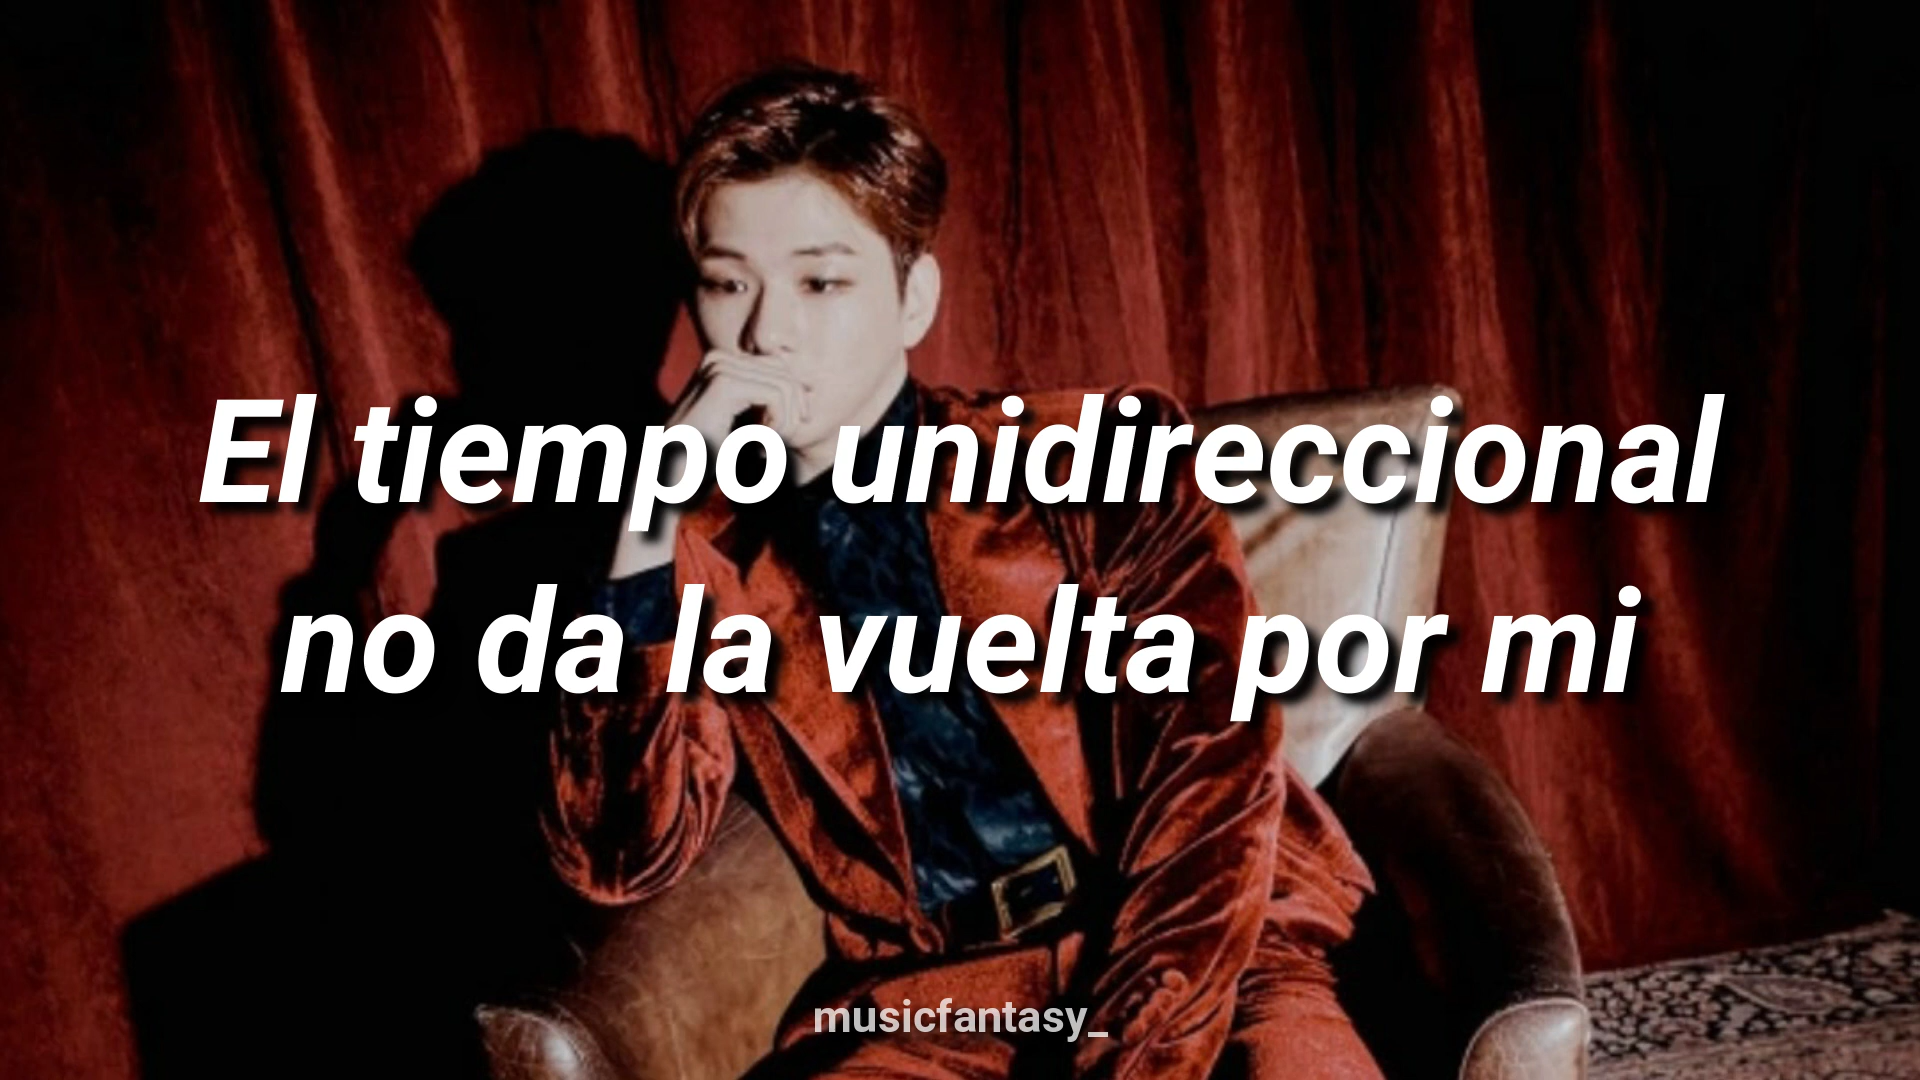 El tiempo unidireccional
no da la vuelta por mi
musicfantasy_